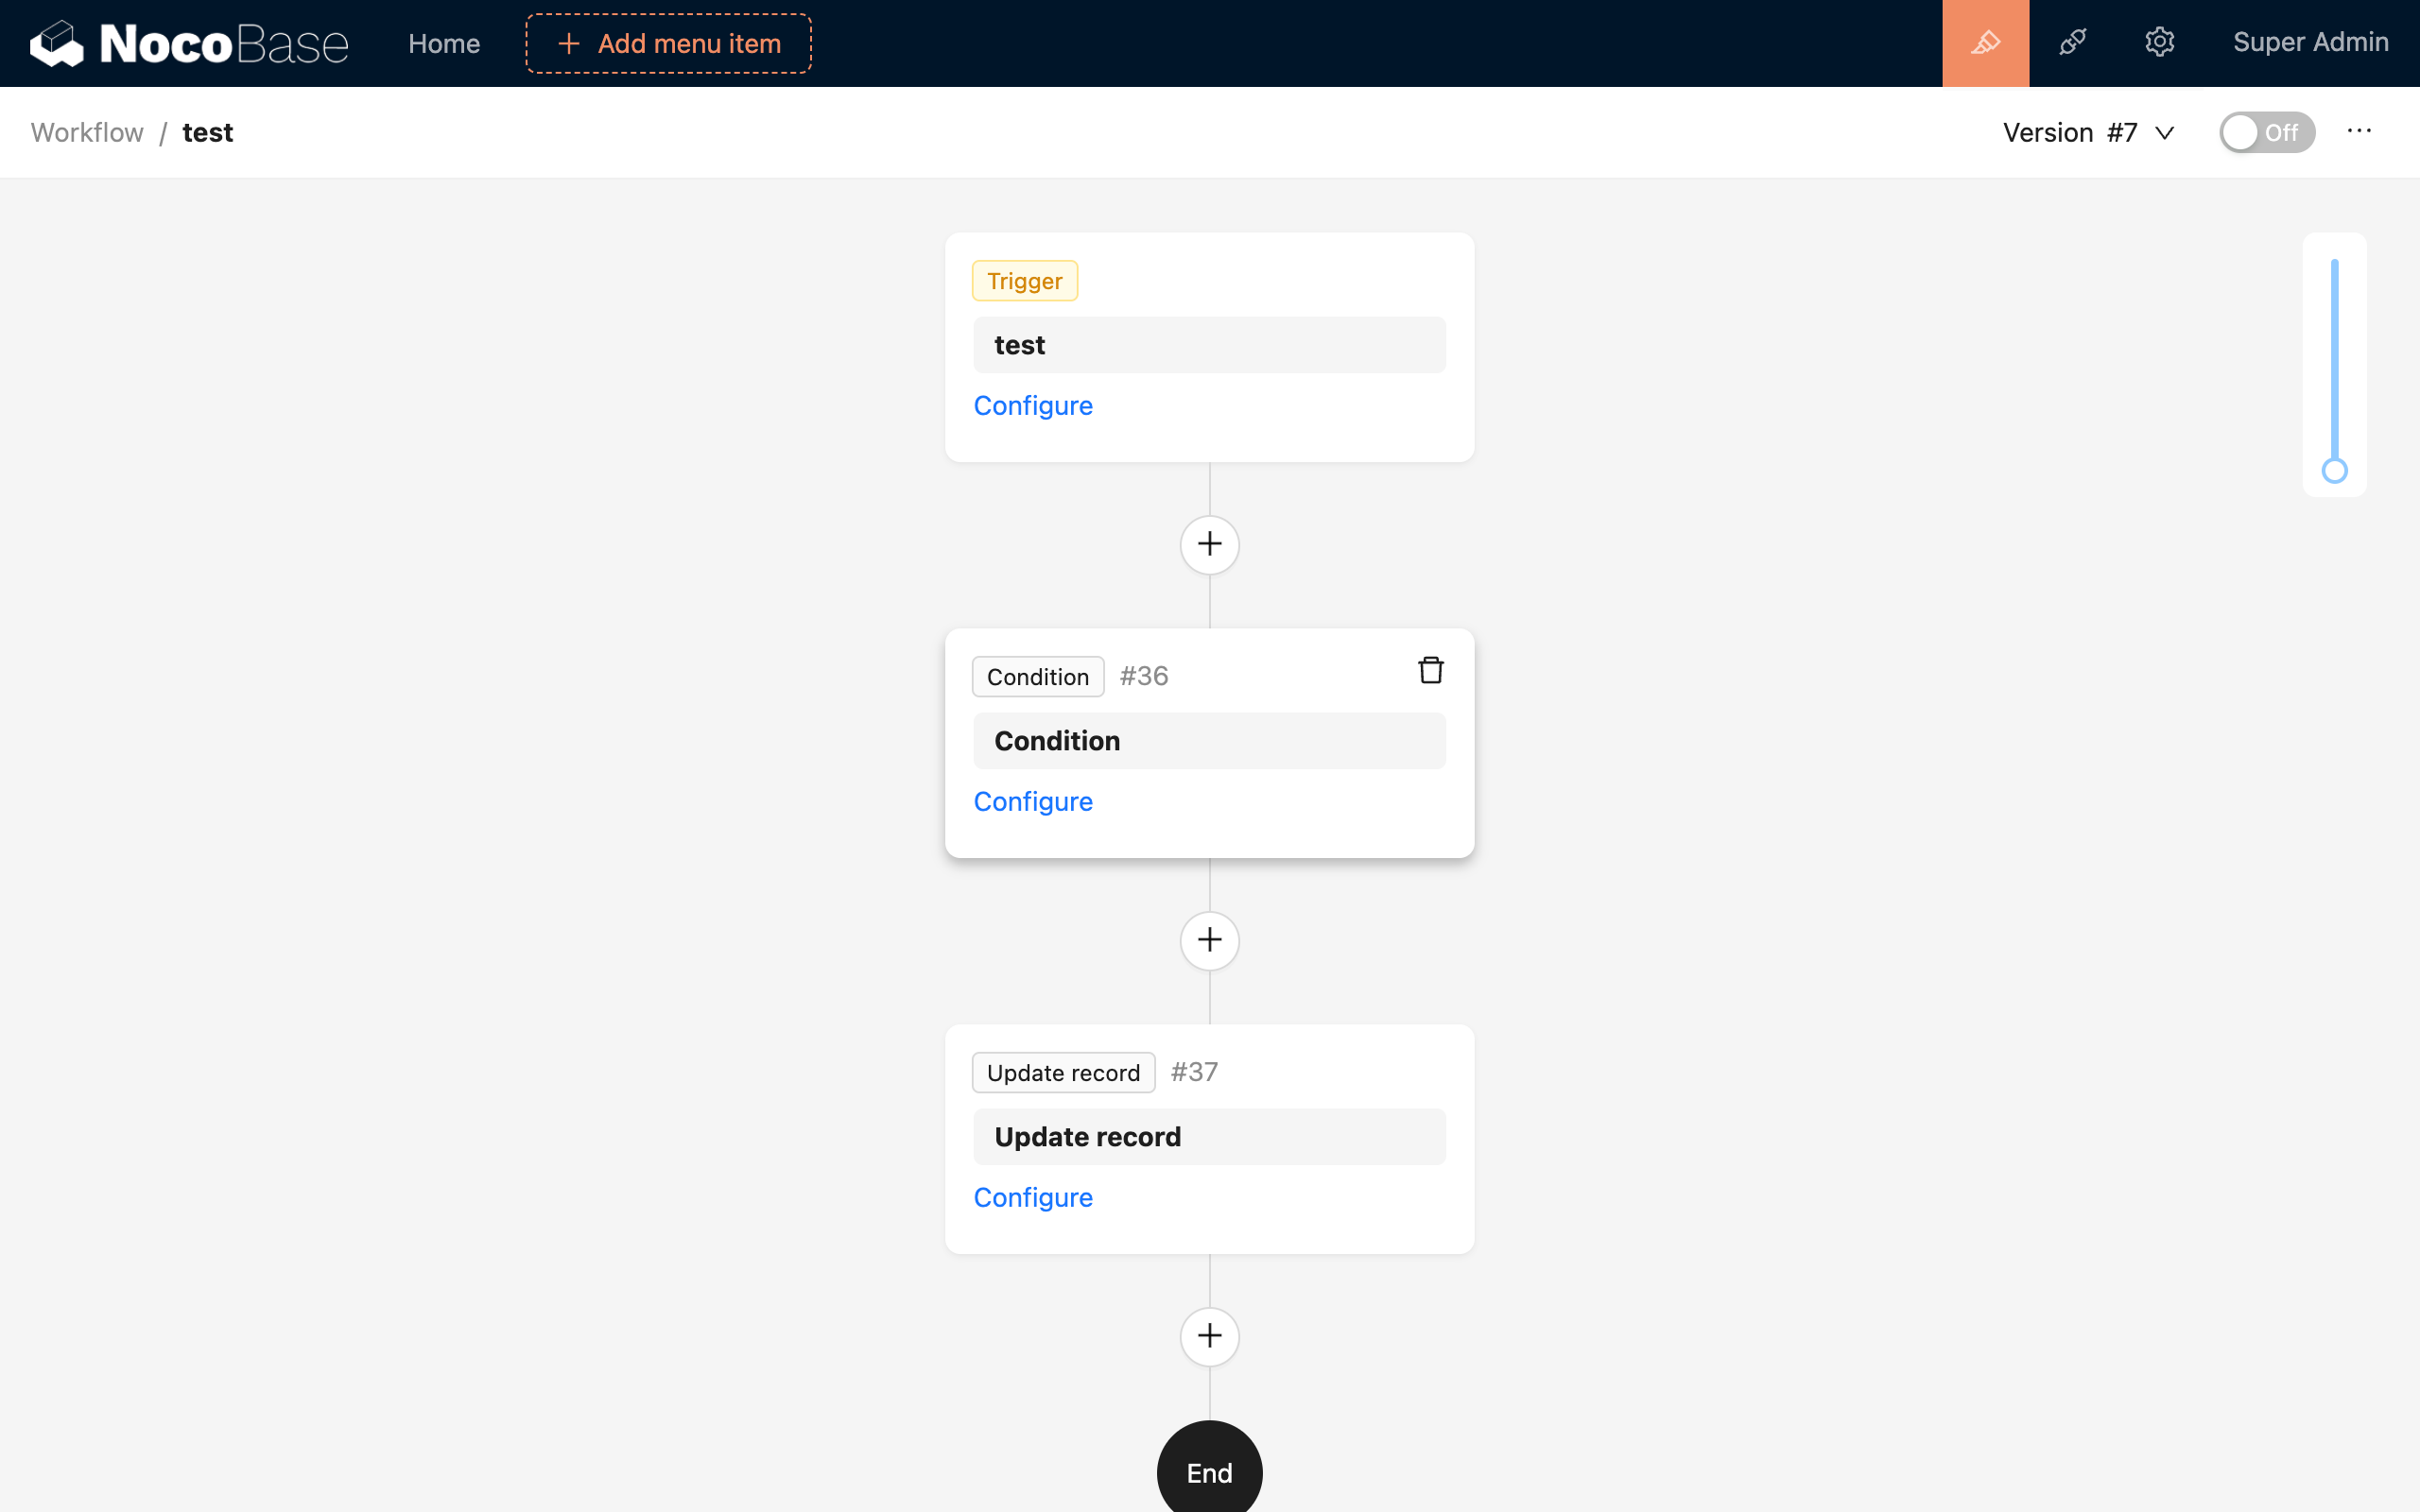 NocoBase Home + Add menu item Super Admin
Workflow / test Version #7 Off ···
Trigger
test
Configure
Condition #36
Condition
Configure
Update record #37
Update record
Configure
End